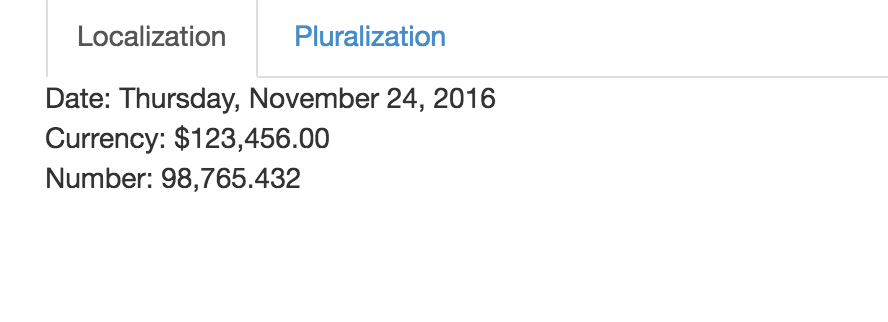 Localization Pluralization
Date: Thursday, November 24, 2016
Currency: $123,456.00
Number: 98,765.432